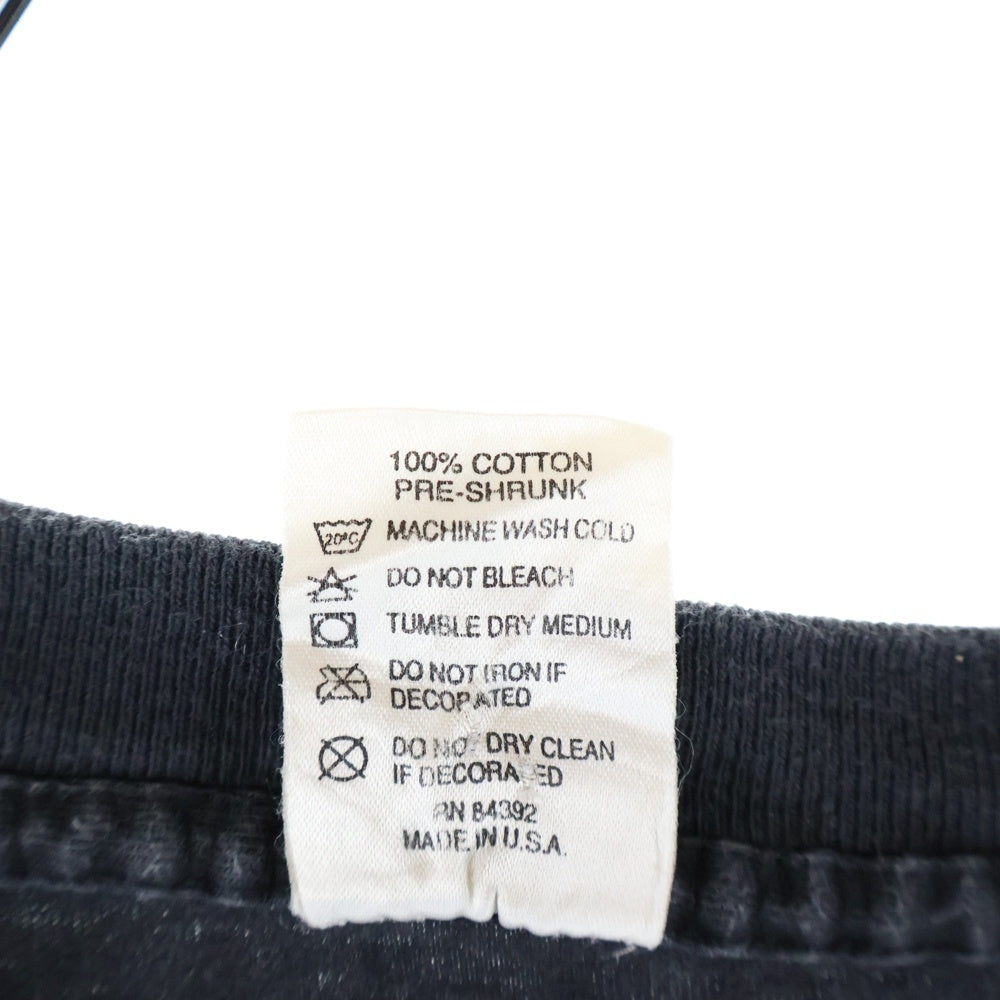 100% COTTON
PRE-SHRUNK
20°C MACHINE WASH COLD
DO NOT BLEACH
TUMBLE DRY MEDIUM
DO NOT IRON IF
DECORATED
DO NOT DRY CLEAN
IF DECORATED
RN 84392
MADE IN U.S.A.